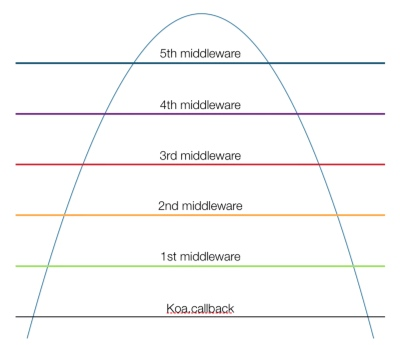 5th middleware
4th middleware
3rd middleware
2nd middleware
1st middleware
Koa.callback